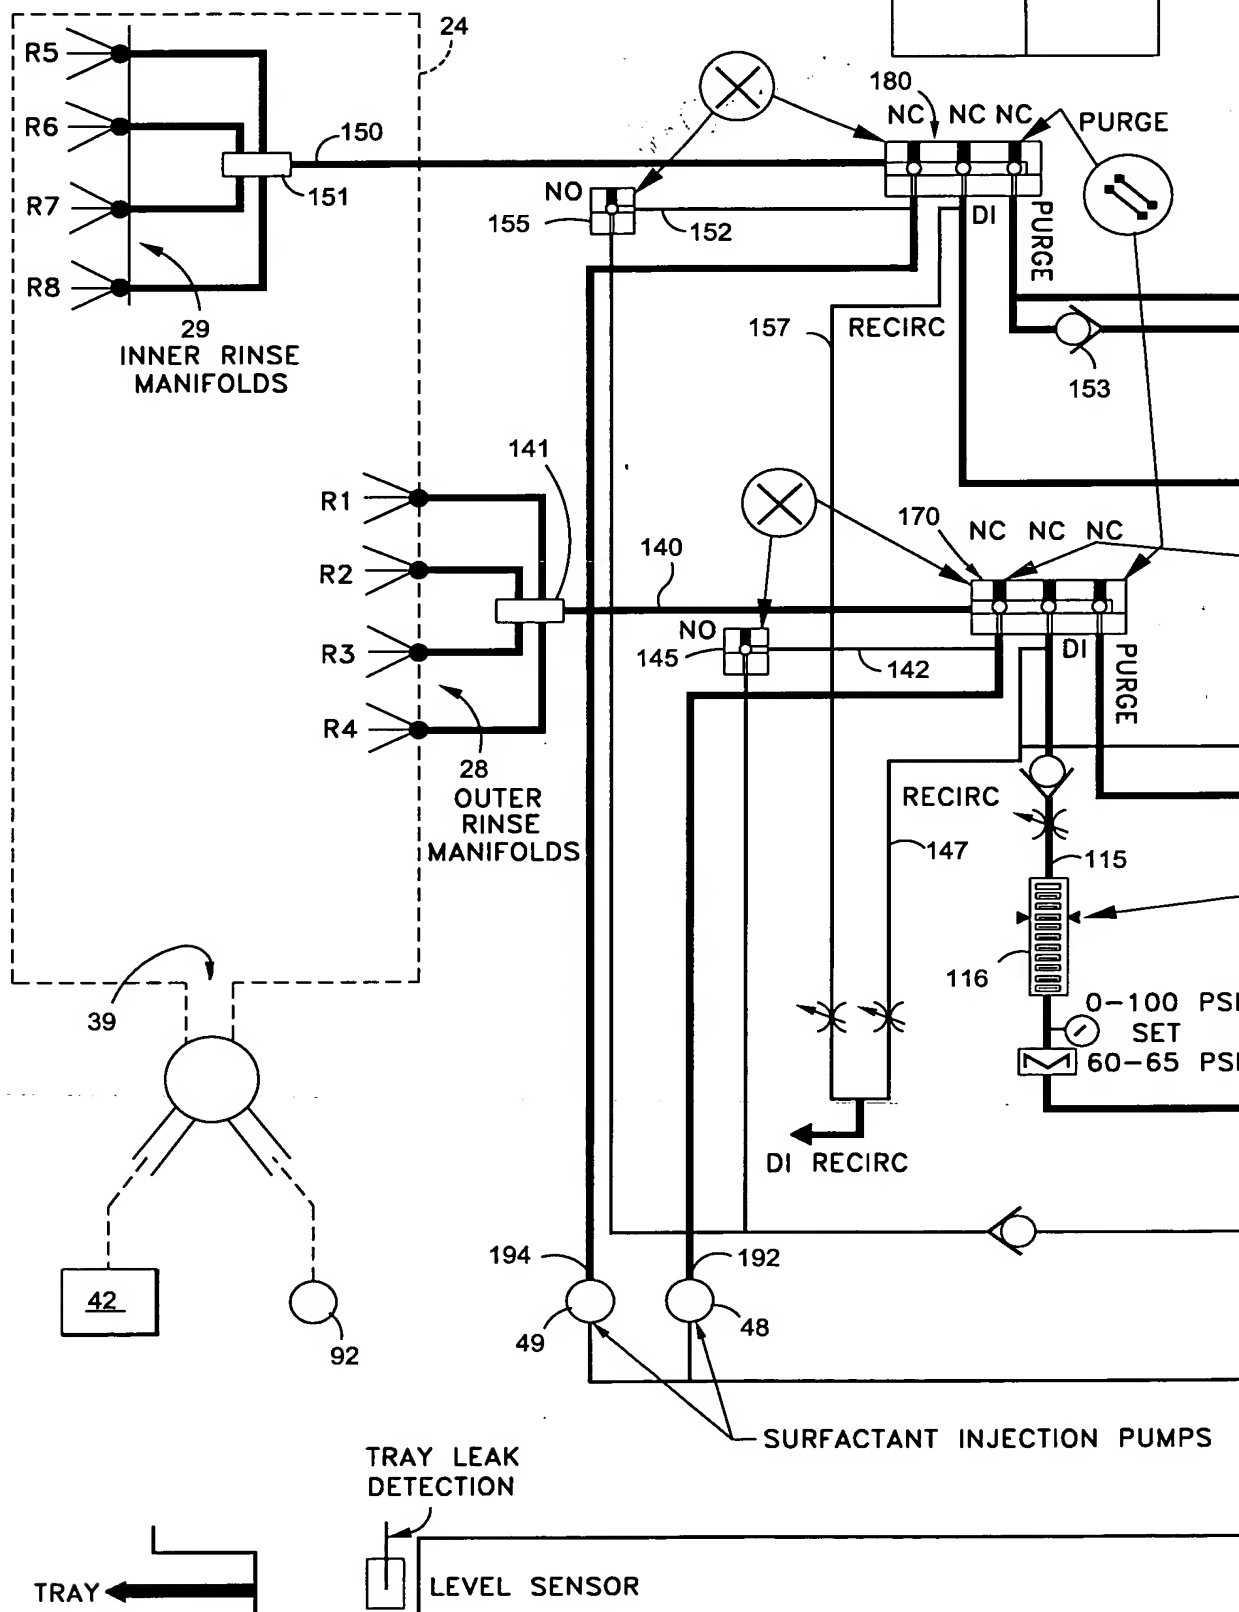 24
R5
R6
R7
R8
150
151
29
INNER RINSE
MANIFOLDS
180
NC NC NC
PURGE
NO
155
152
DI
PURGE
157
RECIRC
153
141
R1
R2
R3
R4
140
170
NC NC NC
NO
145
142
DI
PURGE
28
OUTER
RINSE
MANIFOLDS
RECIRC
147
115
116
0-100 PSI
SET
60-65 PSI
39
DI RECIRC
194
192
42
92
49
48
SURFACTANT INJECTION PUMPS
TRAY LEAK
DETECTION
TRAY
LEVEL SENSOR